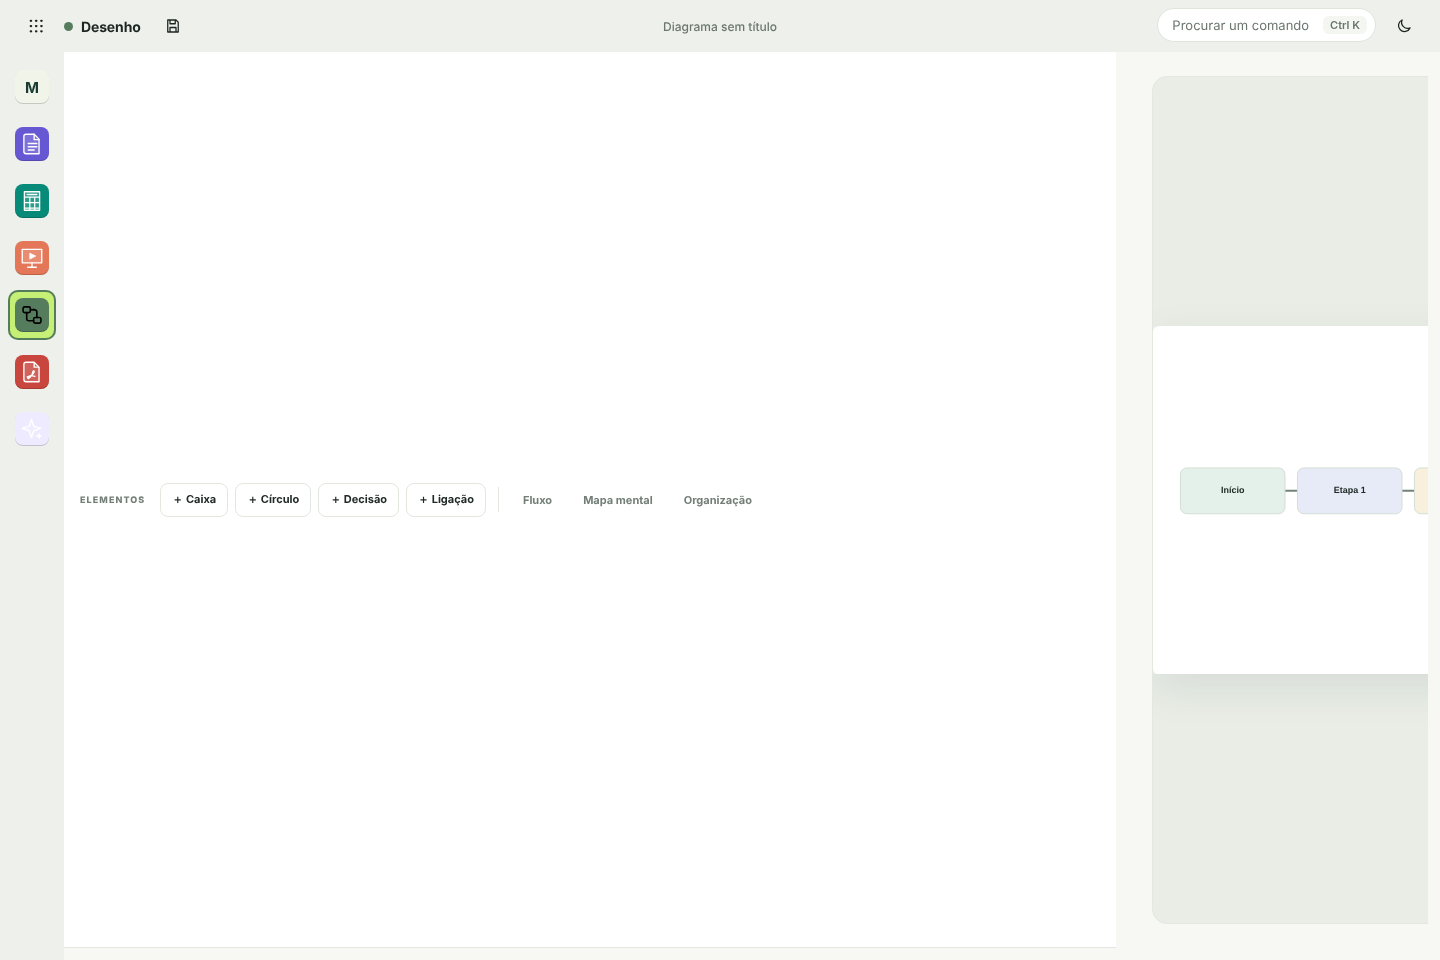 Desenho
Diagrama sem título
Procurar um comando Ctrl K
M
ELEMENTOS + Caixa + Círculo + Decisão + Ligação Fluxo Mapa mental Organização
Início Etapa 1